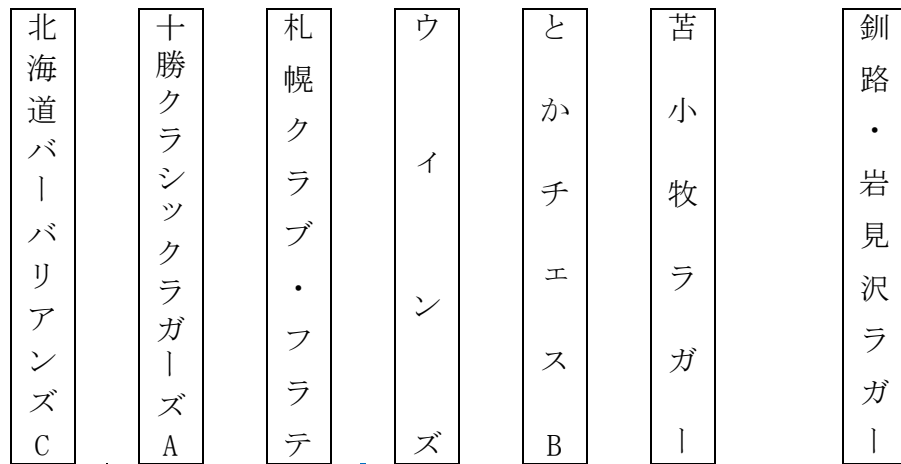 北海道バーバリアンズC
十勝クラシックラガーズA
札幌クラブ・フラテ
ウィンズ
とかチェスB
苫小牧ラガー
釧路・岩見沢ラガー